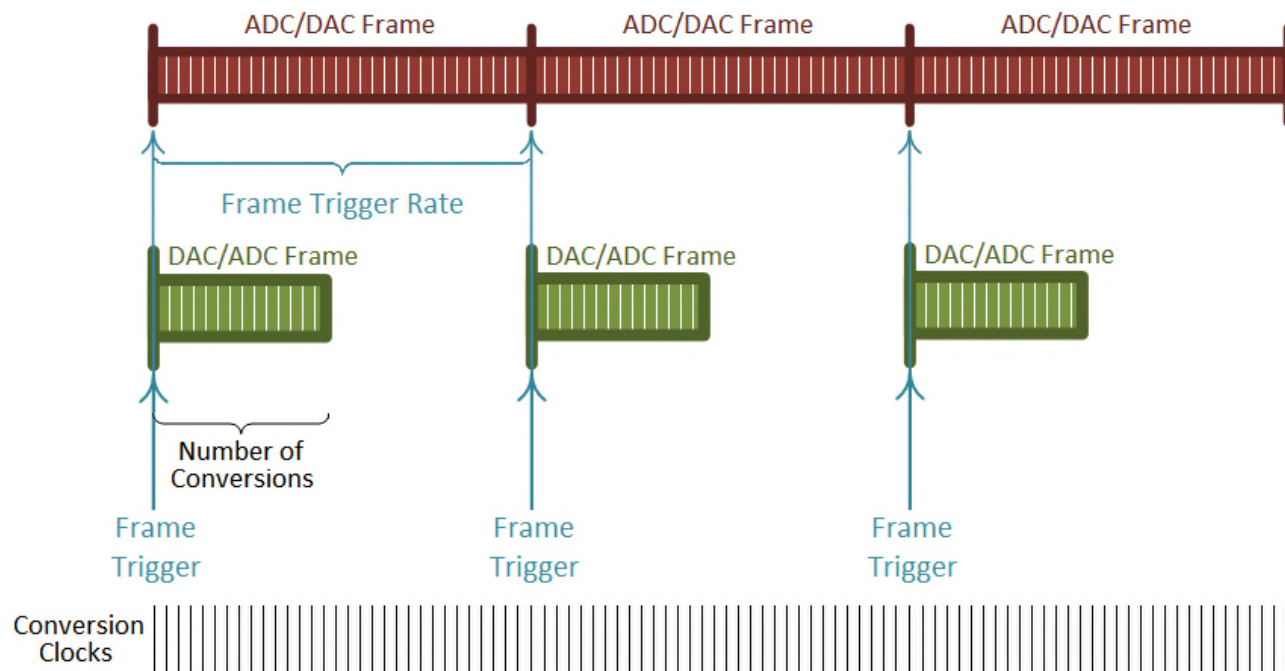 ADC/DAC Frame
ADC/DAC Frame
ADC/DAC Frame
Frame Trigger Rate
DAC/ADC Frame
DAC/ADC Frame
DAC/ADC Frame
Number of
Conversions
Frame
Trigger
Frame
Trigger
Frame
Trigger
Conversion
Clocks